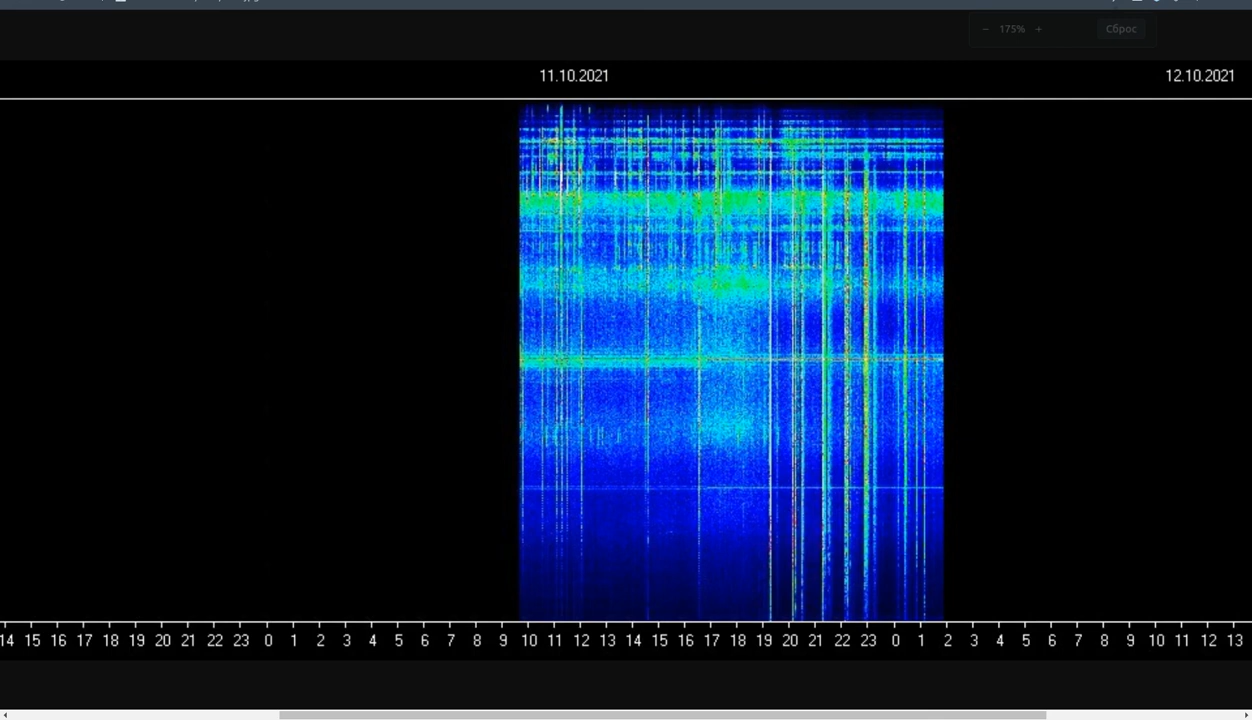 − 175% + Сброс
11.10.2021 12.10.2021
14 15 16 17 18 19 20 21 22 23 0 1 2 3 4 5 6 7 8 9 10 11 12 13 14 15 16 17 18 19 20 21 22 23 0 1 2 3 4 5 6 7 8 9 10 11 12 13